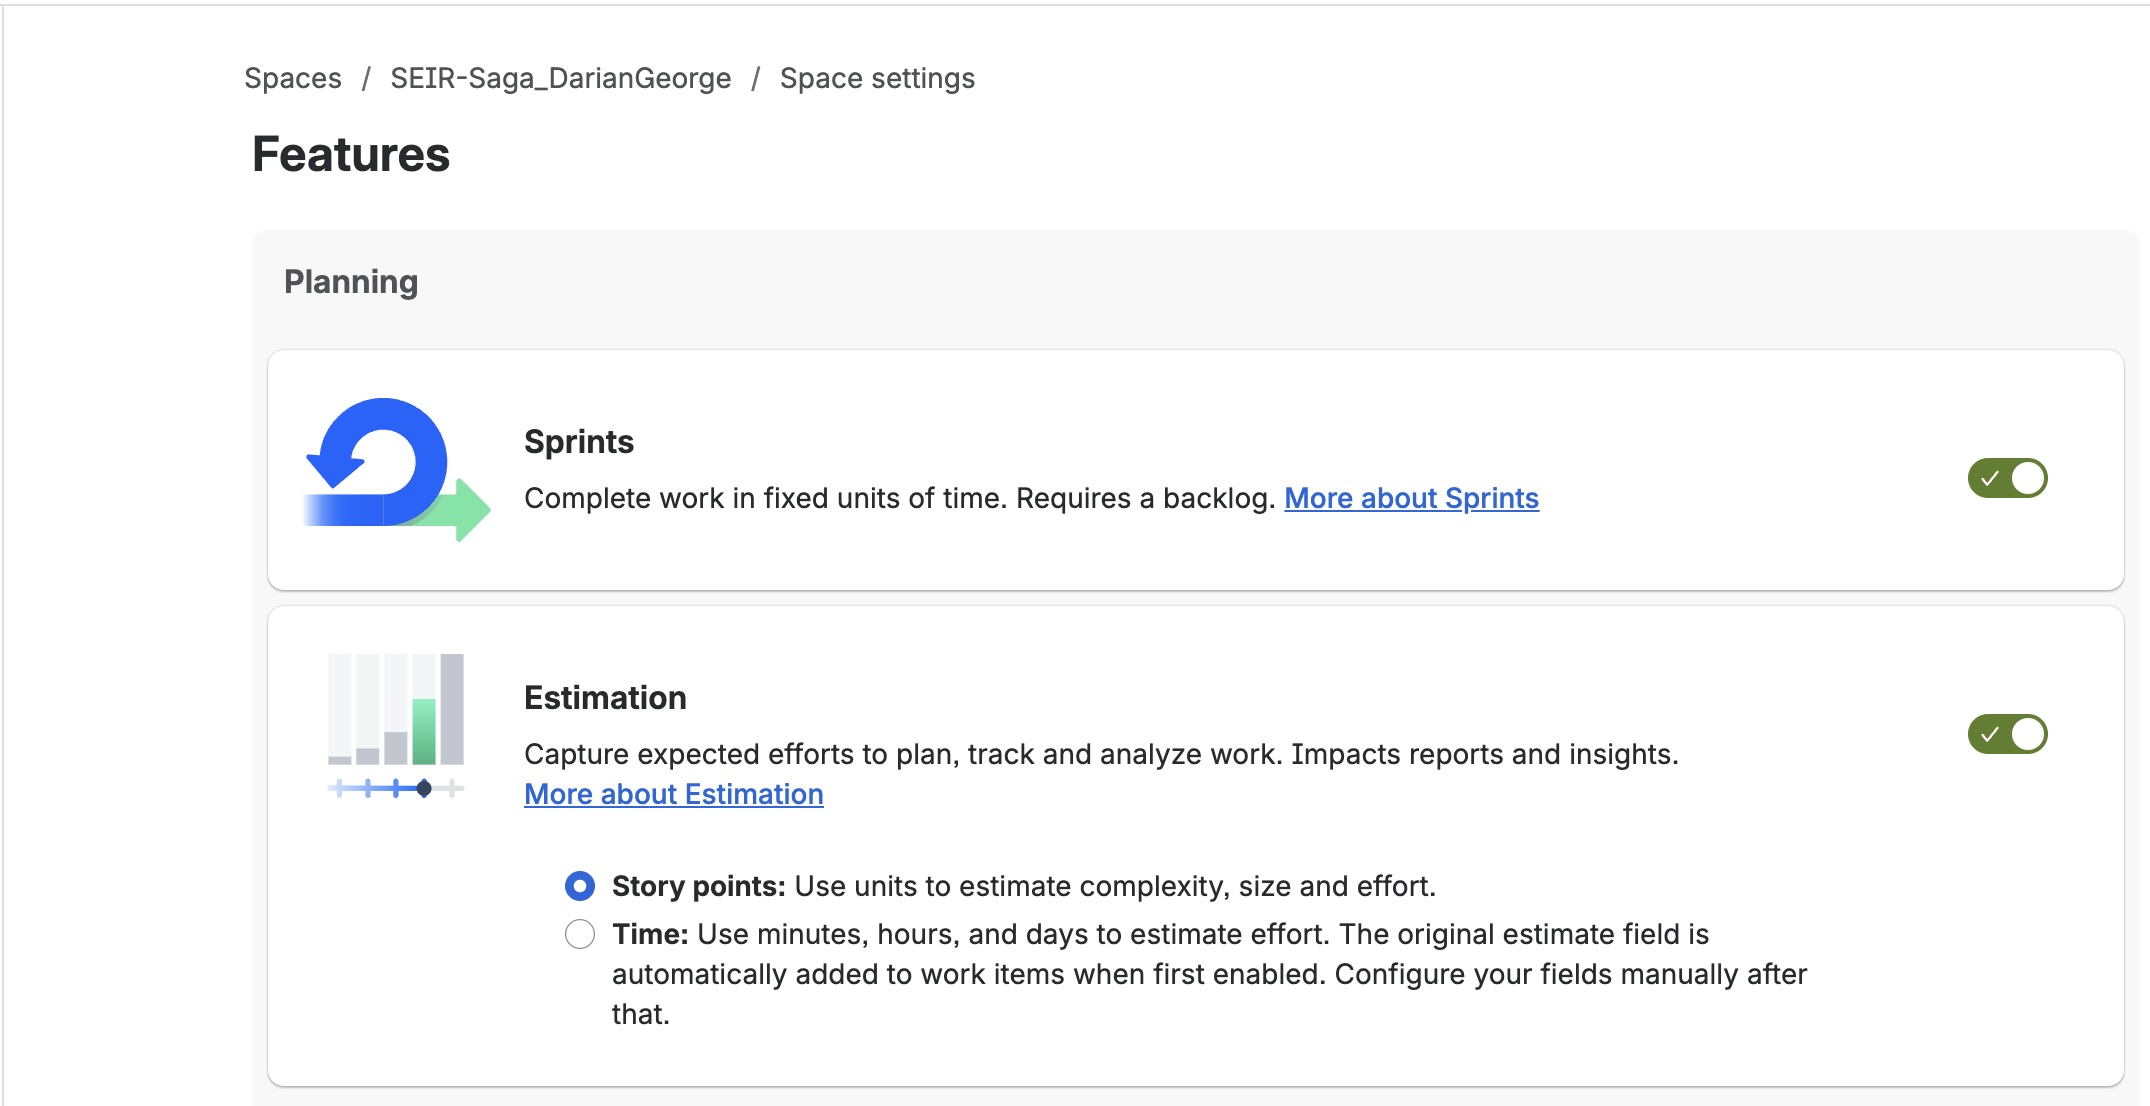 Spaces / SEIR-Saga_DarianGeorge / Space settings
Features
Planning
Sprints
Complete work in fixed units of time. Requires a backlog. More about Sprints
Estimation
Capture expected efforts to plan, track and analyze work. Impacts reports and insights.
More about Estimation
Story points: Use units to estimate complexity, size and effort.
Time: Use minutes, hours, and days to estimate effort. The original estimate field is
automatically added to work items when first enabled. Configure your fields manually after
that.